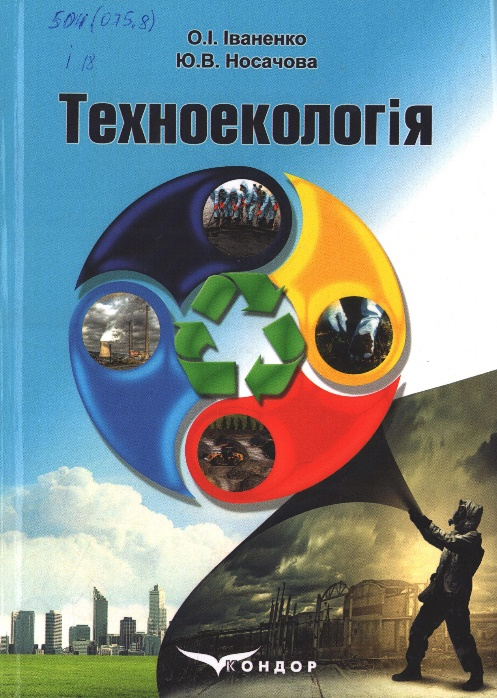 504(075.8)
І 18
О.І. Іваненко
Ю.В. Носачова
Техноекологія
КОНДОР